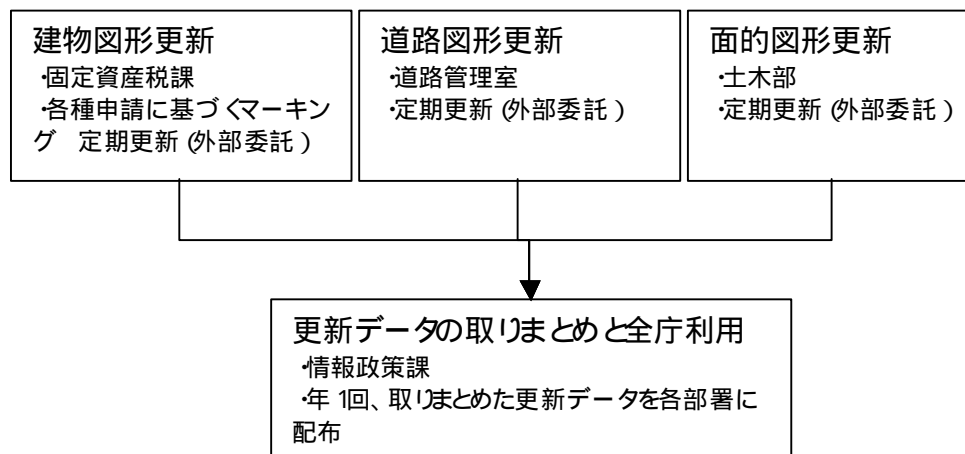 建物図形更新
・固定資産税課
・各種申請に基づくマーキン
グ　定期更新（外部委託）
道路図形更新
・道路管理室
・定期更新（外部委託）
面的図形更新
・土木部
・定期更新（外部委託）
更新データの取りまとめと全庁利用
・情報政策課
・年1回、取りまとめた更新データを各部署に
配布